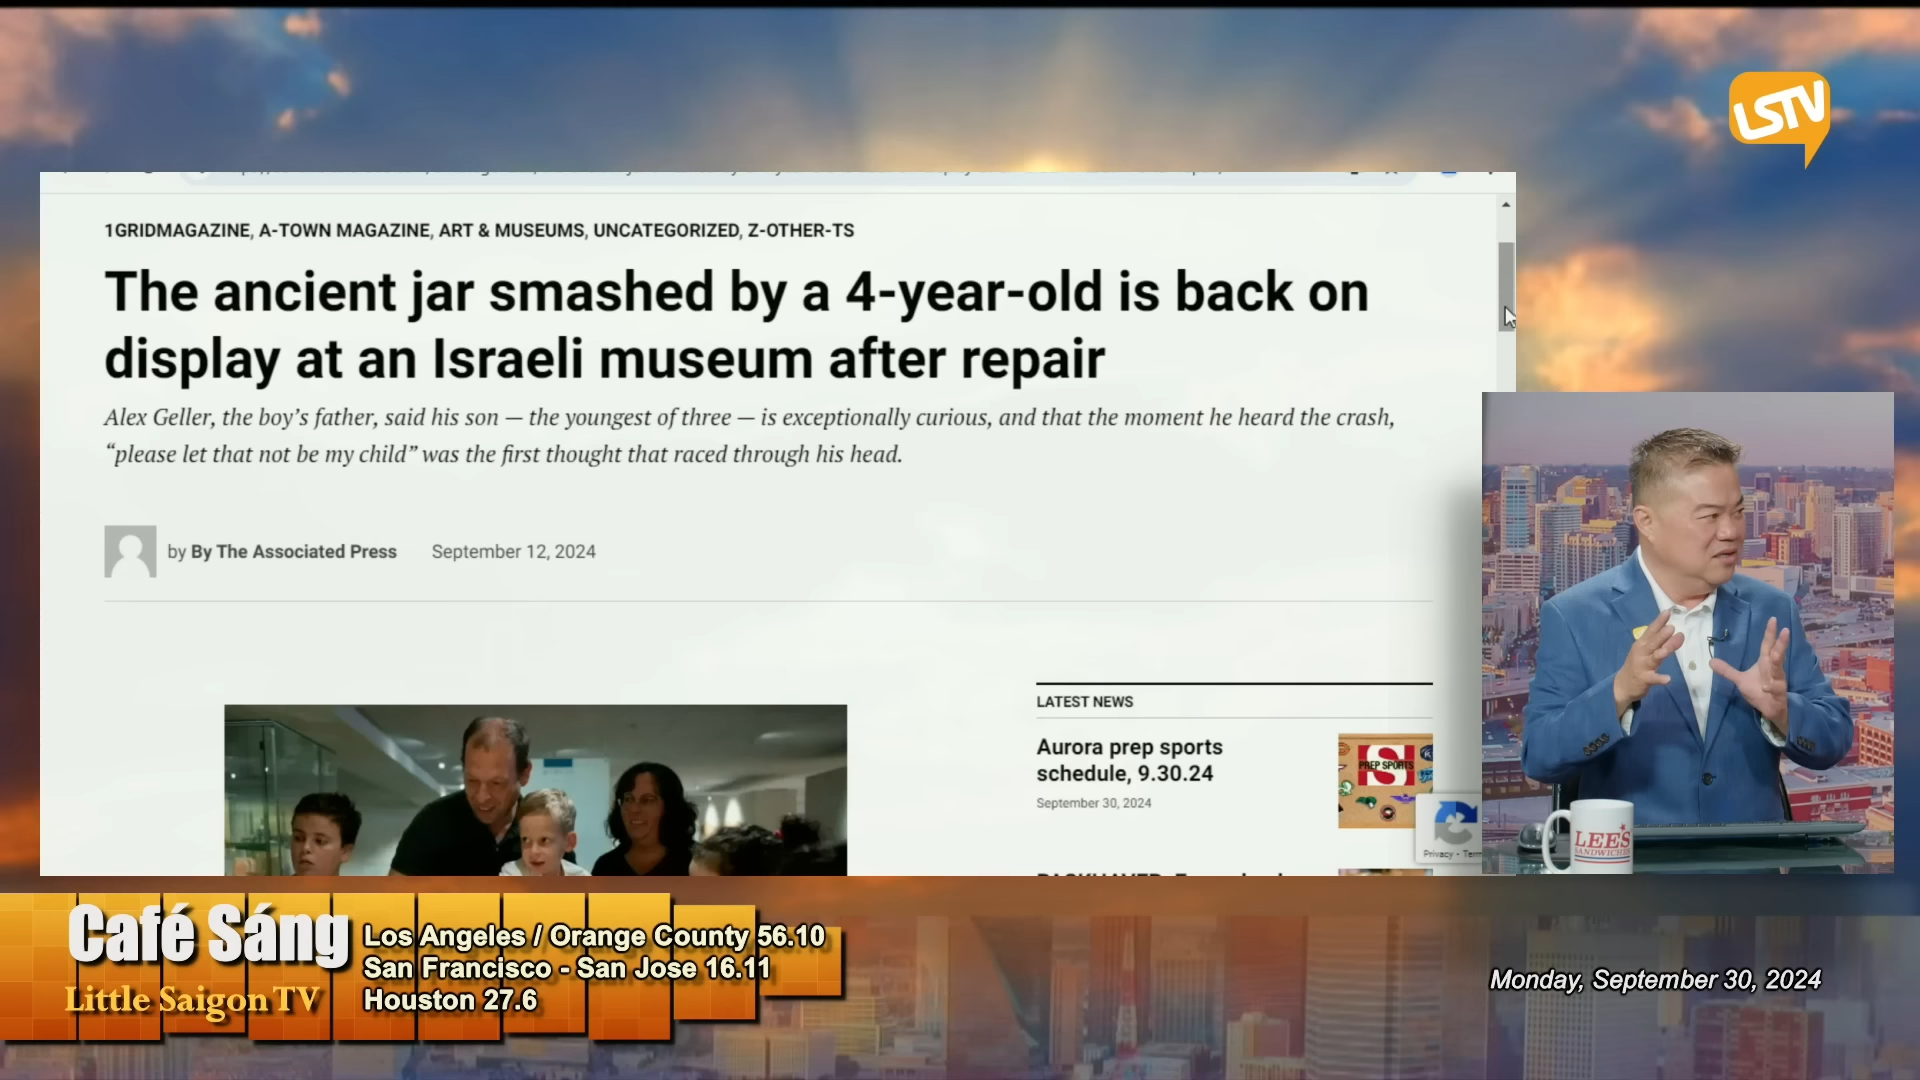 LSTV
1GRIDMAGAZINE, A-TOWN MAGAZINE, ART & MUSEUMS, UNCATEGORIZED, Z-OTHER-TS
The ancient jar smashed by a 4-year-old is back on
display at an Israeli museum after repair
Alex Geller, the boy's father, said his son — the youngest of three — is exceptionally curious, and that the moment he heard the crash,
“please let that not be my child” was the first thought that raced through his head.
by By The Associated Press September 12, 2024
LATEST NEWS
Aurora prep sports
schedule, 9.30.24
September 30, 2024
PREP SPORTS
Privacy - Term
LEE'S
SANDWICHES
Café Sáng
Little Saigon TV
Los Angeles / Orange County 56.10
San Francisco - San Jose 16.11
Houston 27.6
Monday, September 30, 2024